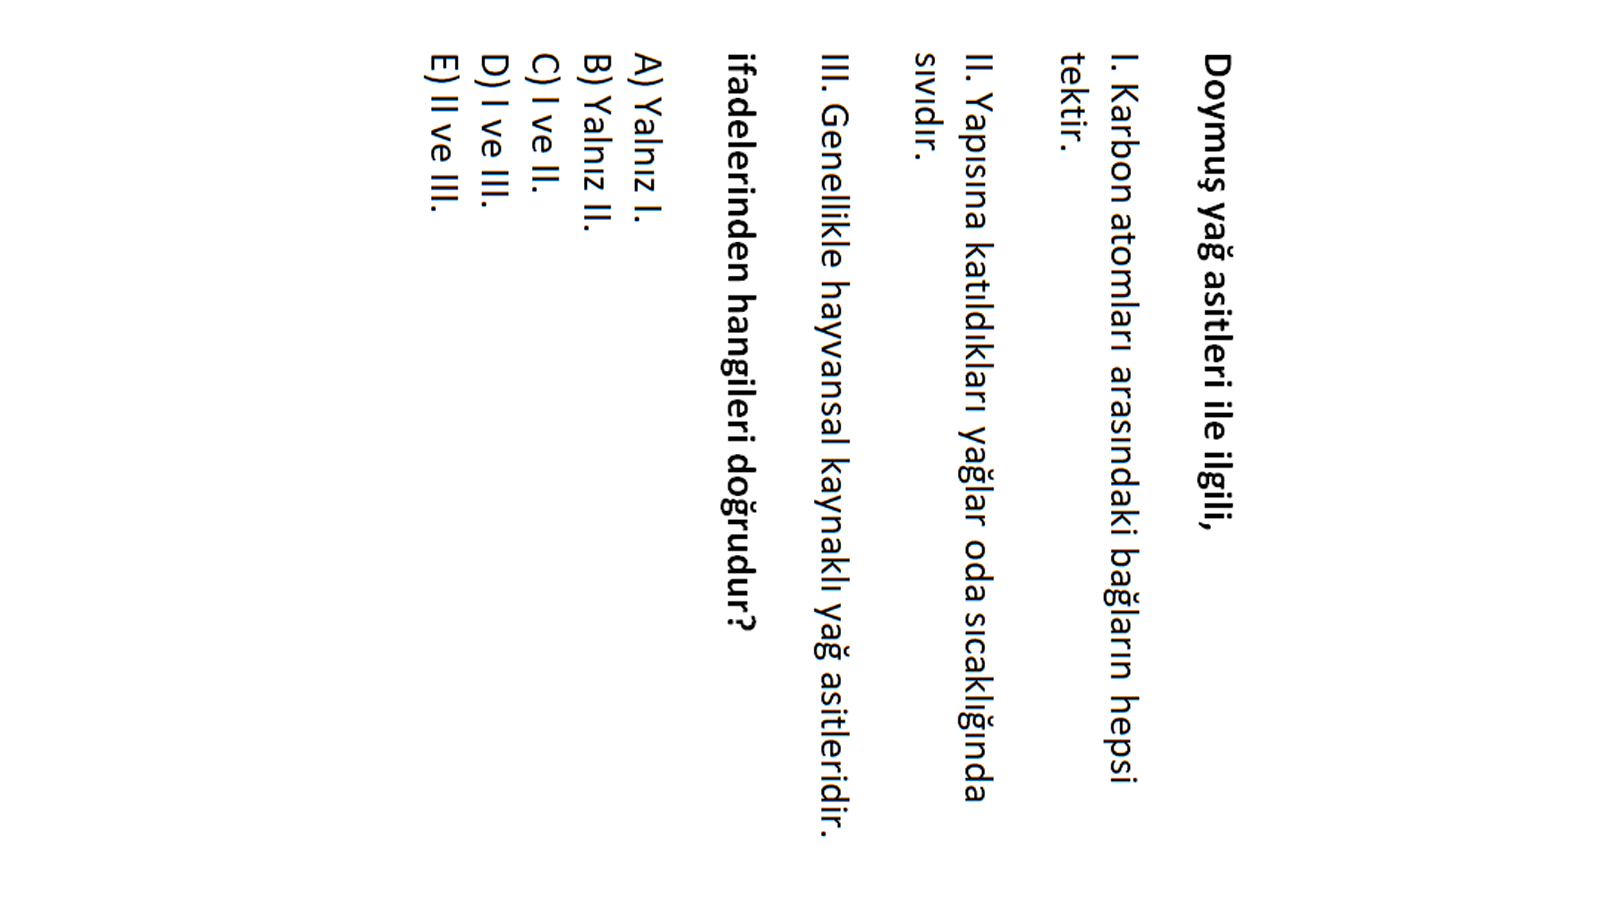 Doymuş yağ asitleri ile ilgili,
I. Karbon atomları arasındaki bağların hepsi
tektir.
II. Yapısına katıldıkları yağlar oda sıcaklığında
sıvıdır.
III. Genellikle hayvansal kaynaklı yağ asitleridir.
ifadelerinden hangileri doğrudur?
A) Yalnız I.
B) Yalnız II.
C) I ve II.
D) I ve III.
E) II ve III.